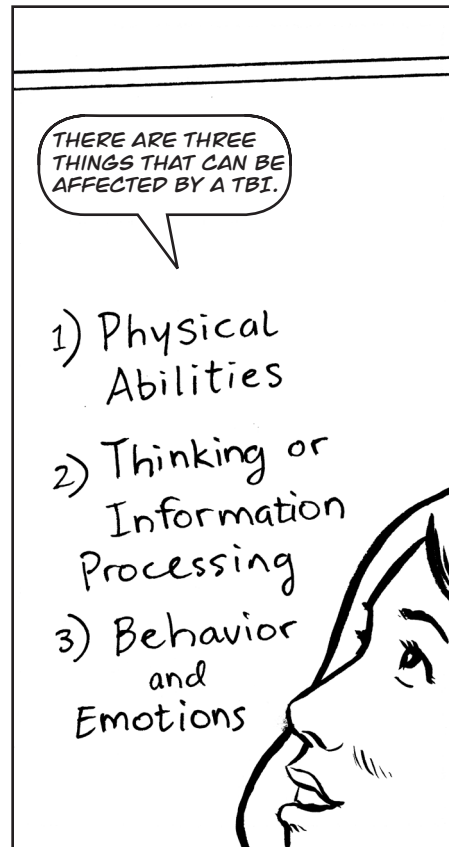 THERE ARE THREE
THINGS THAT CAN BE
AFFECTED BY A TBI.
1) Physical
Abilities
2) Thinking or
Information
Processing
3) Behavior
and
Emotions